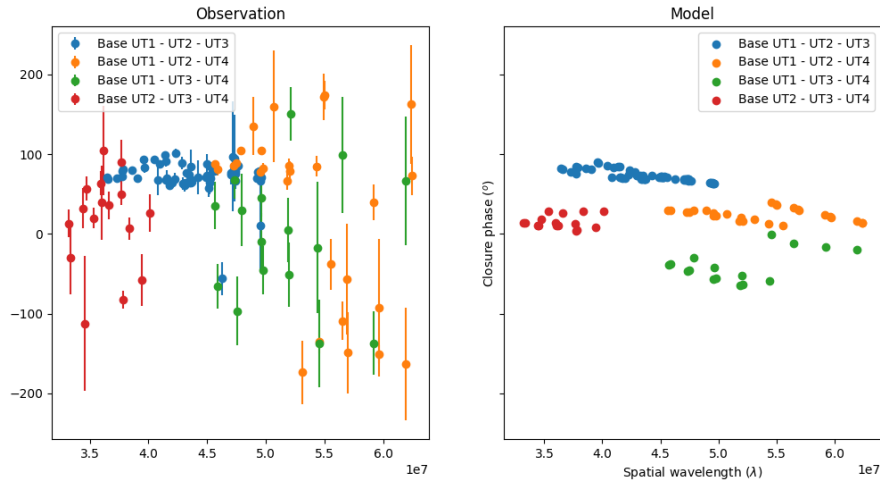 Observation
Base UT1 - UT2 - UT3
Base UT1 - UT2 - UT4
Base UT1 - UT3 - UT4
Base UT2 - UT3 - UT4
200
100
0
−100
−200
3.5
4.0
4.5
5.0
5.5
6.0
1e7
Model
Base UT1 - UT2 - UT3
Base UT1 - UT2 - UT4
Base UT1 - UT3 - UT4
Base UT2 - UT3 - UT4
Closure phase (°)
3.5
4.0
4.5
5.0
5.5
6.0
1e7
Spatial wavelength (λ)